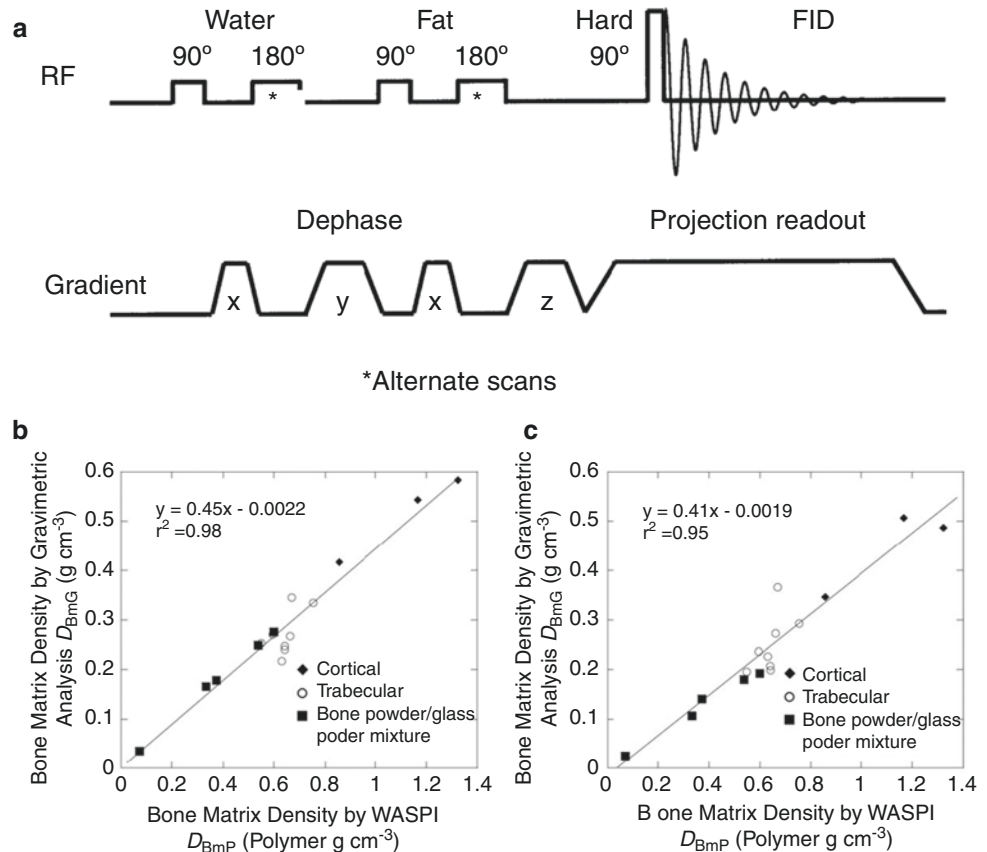 a
Water Fat Hard FID
90º 180º 90º 180º 90º
RF
* *
Dephase Projection readout
Gradient
x y x z
*Alternate scans
b
Bone Matrix Density by Gravimetric
Analysis D_BmG (g cm⁻³)
0.6
0.5
0.4
0.3
0.2
0.1
0
y = 0.45x - 0.0022
r² =0.98
Cortical
Trabecular
Bone powder/glass
poder mixture
0 0.2 0.4 0.6 0.8 1 1.2 1.4
Bone Matrix Density by WASPI
D_BmP (Polymer g cm⁻³)
c
Bone Matrix Density by Gravimetric
Analysis D_BmG (g cm⁻³)
0.6
0.5
0.4
0.3
0.2
0.1
0
y = 0.41x - 0.0019
r² =0.95
Cortical
Trabecular
Bone powder/glass
poder mixture
0 0.2 0.4 0.6 0.8 1 1.2 1.4
B one Matrix Density by WASPI
D_BmP (Polymer g cm⁻³)